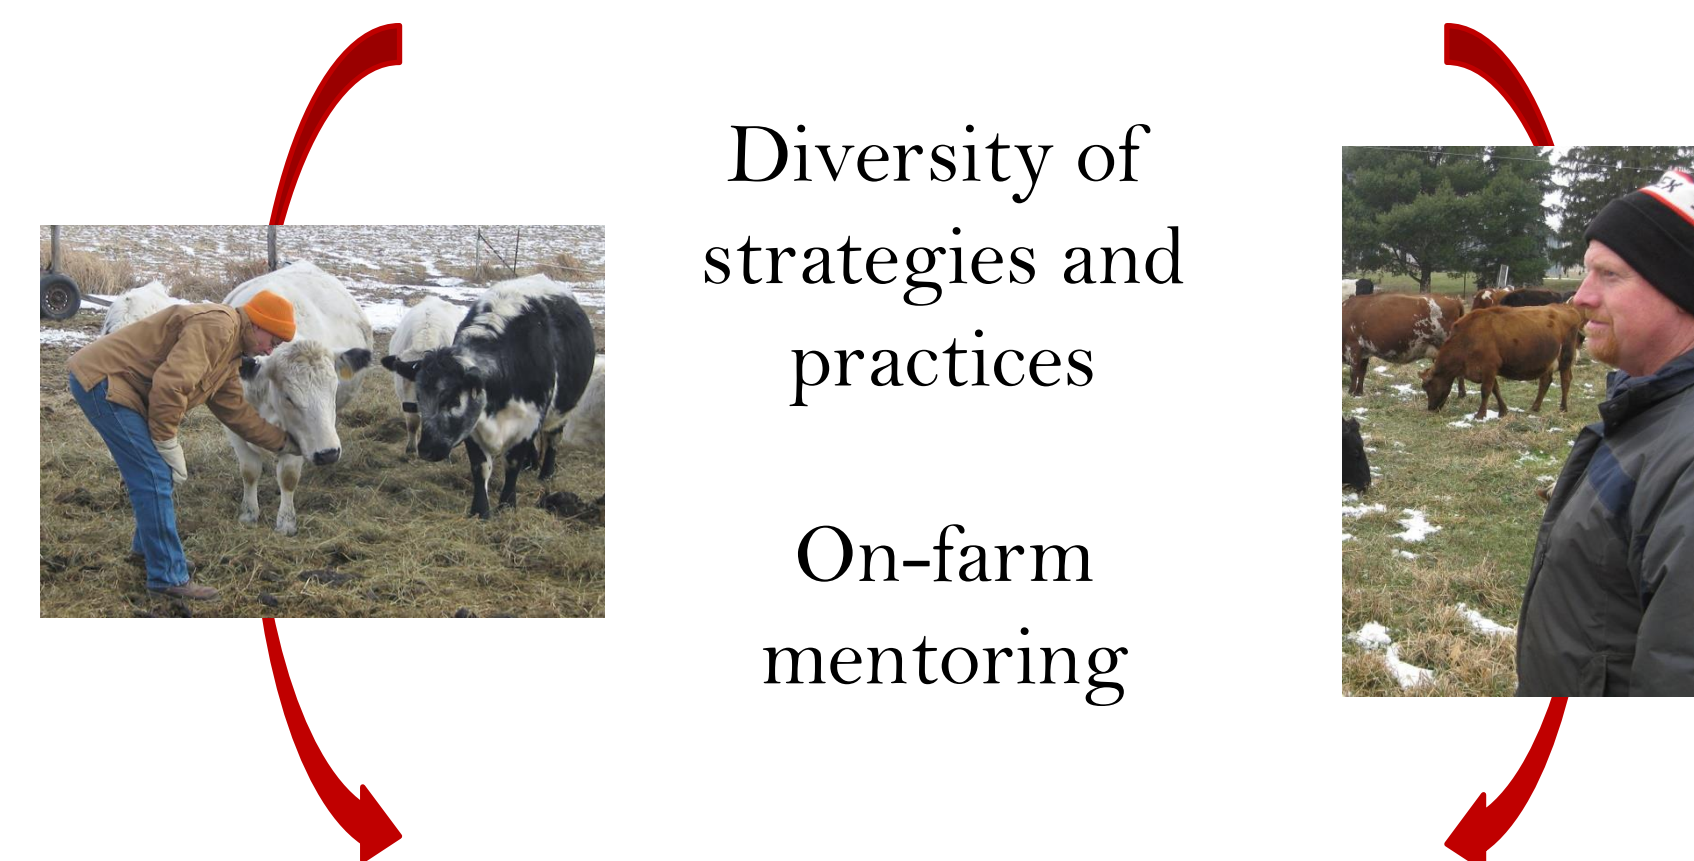 Diversity of
strategies and
practices
On-farm
mentoring